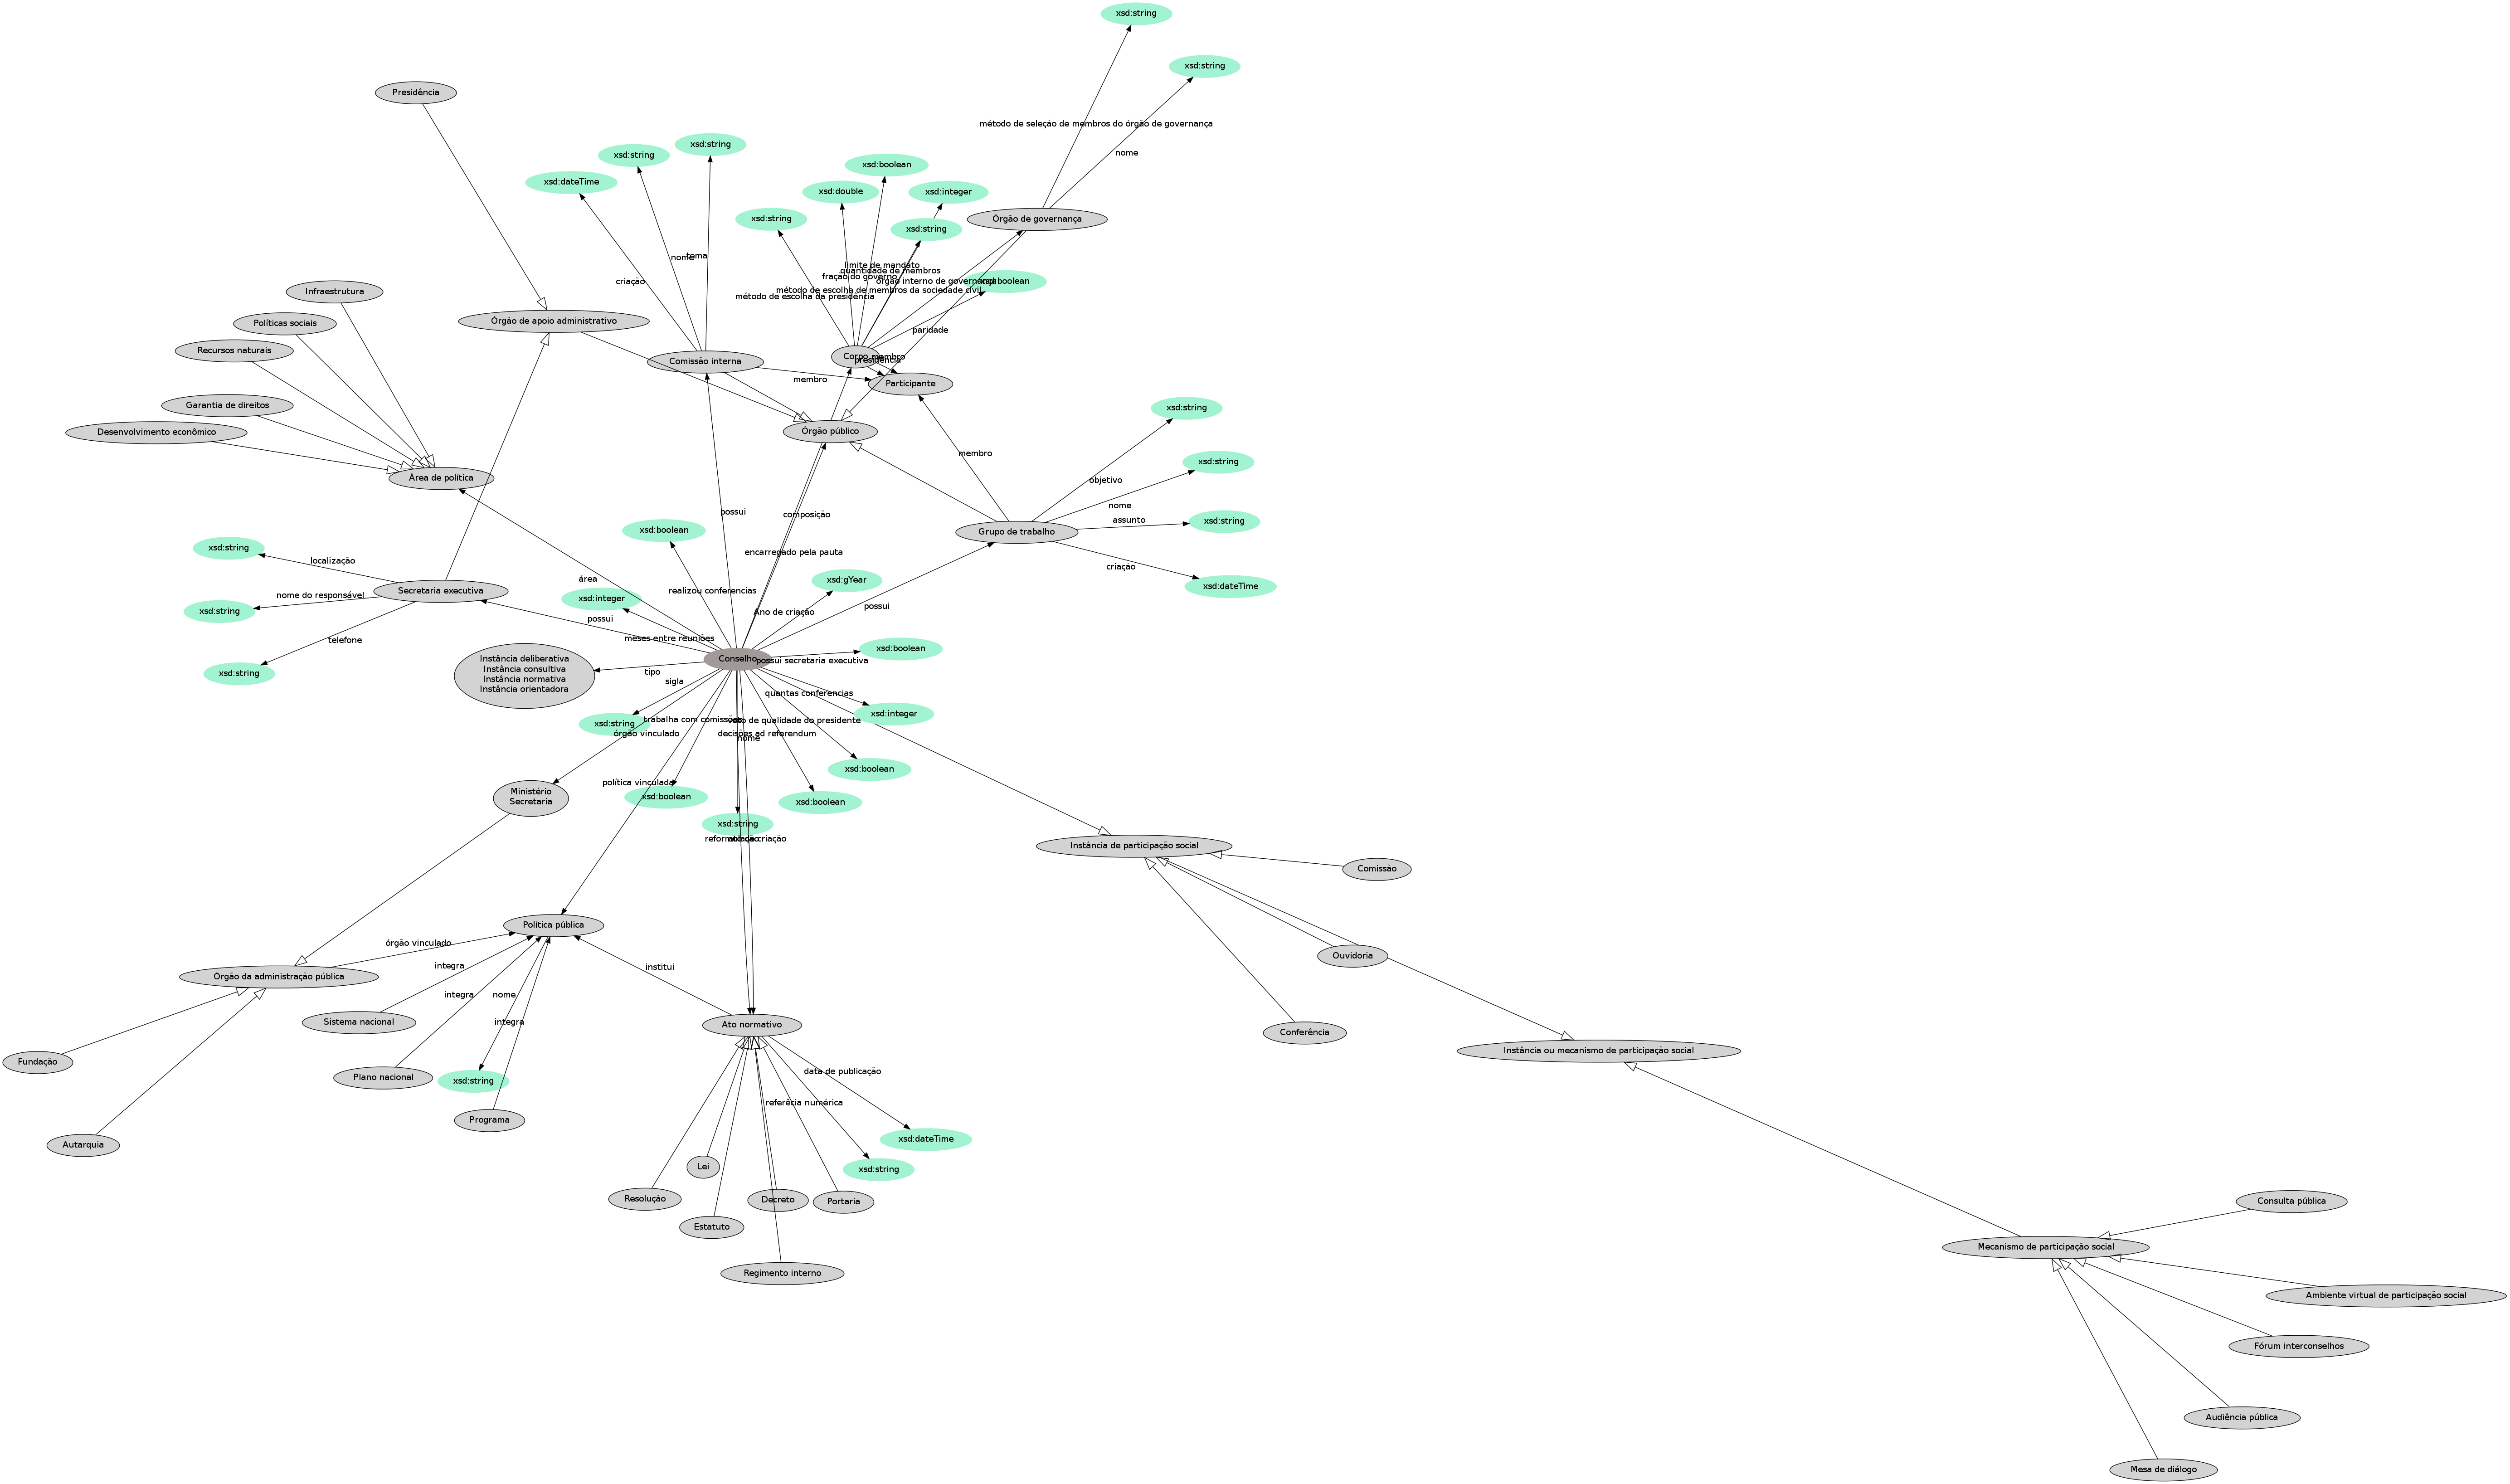 xsd:string
xsd:string
Presidência
método de seleção de membros do órgão de governança
xsd:string
xsd:string
nome
xsd:boolean
xsd:dateTime
xsd:double
xsd:integer
xsd:string
Órgão de governança
xsd:string
nome
tema
limite de mandato
quantidade de membros
fração do governo
criação
órgão interno de governança
xsd:boolean
método de escolha de membros da sociedade civil
método de escolha da presidência
Infraestrutura
Políticas sociais
Órgão de apoio administrativo
paridade
Recursos naturais
Comissão interna
Corpo membro
presidência
membro
Participante
Garantia de direitos
xsd:string
Desenvolvimento econômico
Órgão público
membro
xsd:string
Área de política
objetivo
nome
possui
composição
assunto
xsd:string
xsd:boolean
Grupo de trabalho
xsd:string
encarregado pela pauta
localização
criação
área
xsd:gYear
xsd:dateTime
Secretaria executiva
realizou conferencias
nome do responsável
xsd:integer
xsd:string
possui
Ano de criação
possui
telefone
meses entre reuniões
xsd:boolean
Instância deliberativa
Instância consultiva
Instância normativa
Instância orientadora
Conselho
possui secretaria executiva
xsd:string
tipo
sigla
quantas conferencias
xsd:integer
xsd:string
trabalha com comissões
voto de qualidade do presidente
órgão vinculado
decisões ad referendum
nome
xsd:boolean
política vinculada
Ministério
Secretaria
xsd:boolean
xsd:boolean
xsd:string
reformulação
ato de criação
Instância de participação social
Comissão
Política pública
órgão vinculado
Ouvidoria
integra
institui
Órgão da administração pública
integra
nome
Sistema nacional
integra
Ato normativo
Conferência
Instância ou mecanismo de participação social
Fundação
Plano nacional
xsd:string
data de publicação
referêcia numérica
Programa
xsd:dateTime
Autarquia
Lei
xsd:string
Resolução
Decreto
Portaria
Consulta pública
Estatuto
Mecanismo de participação social
Regimento interno
Ambiente virtual de participação social
Fórum interconselhos
Audiência pública
Mesa de diálogo